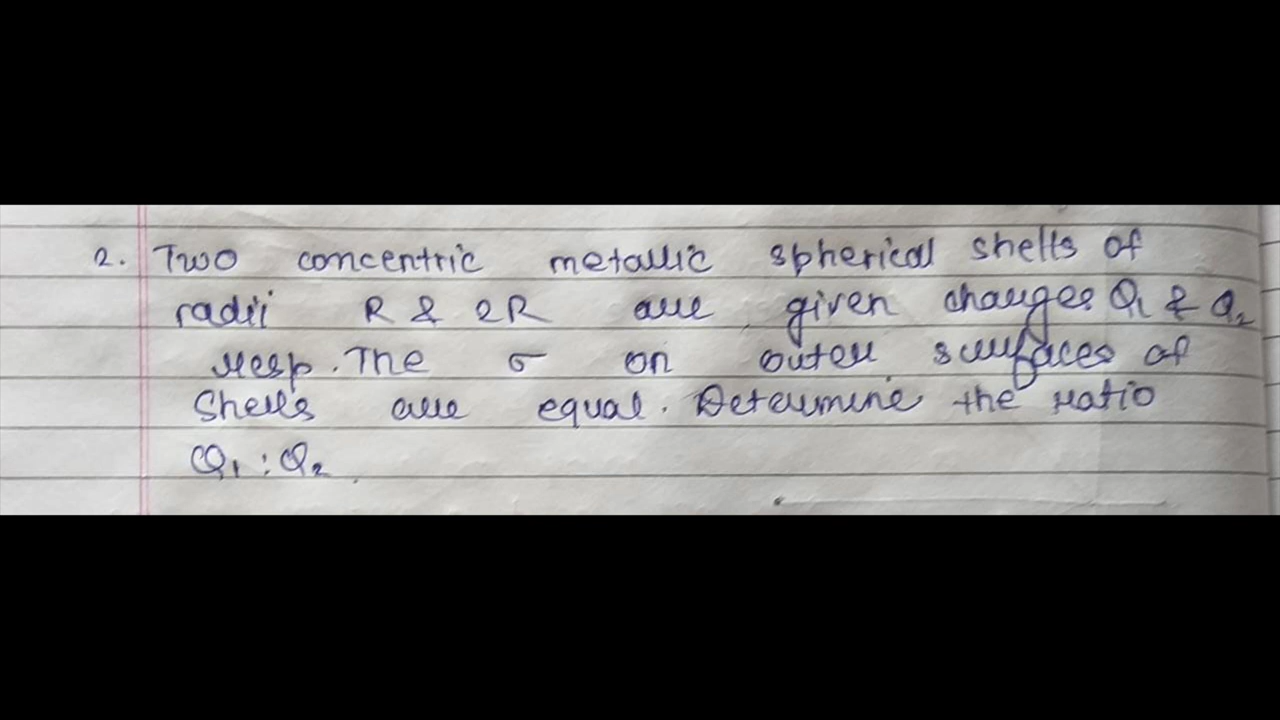 2. Two concentric metallic spherical shells of
radii R & 2R are given charges Q1 & Q2
resp. The σ on outer surfaces of
Shells are equal. Determine the ratio
Q1 : Q2